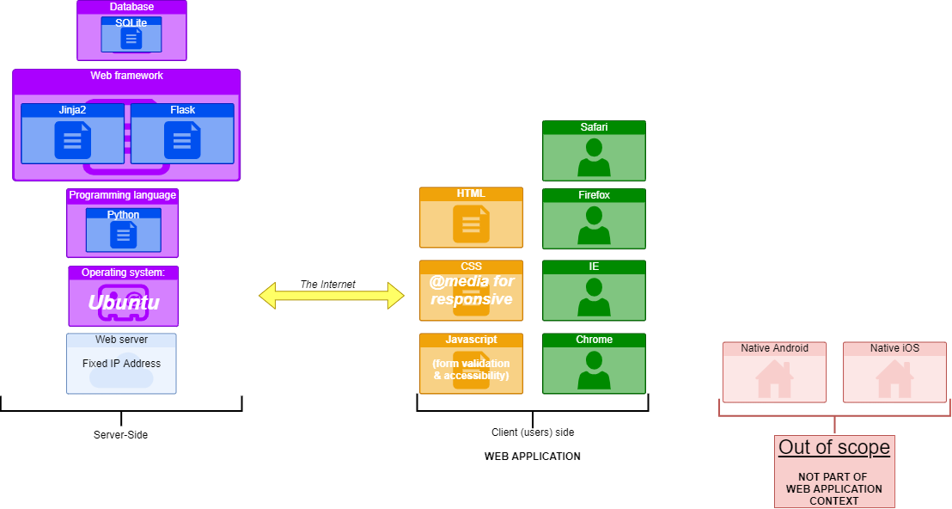 Database
SQLite
Web framework
Jinja2
Flask
Programming language
Python
Operating system:
Ubuntu
Web server
Fixed IP Address
Server-Side
The Internet
Safari
HTML
Firefox
CSS
@media for
responsive
IE
Javascript
(form validation
& accessibility)
Chrome
Client (users) side
WEB APPLICATION
Native Android
Native iOS
Out of scope
NOT PART OF
WEB APPLICATION
CONTEXT